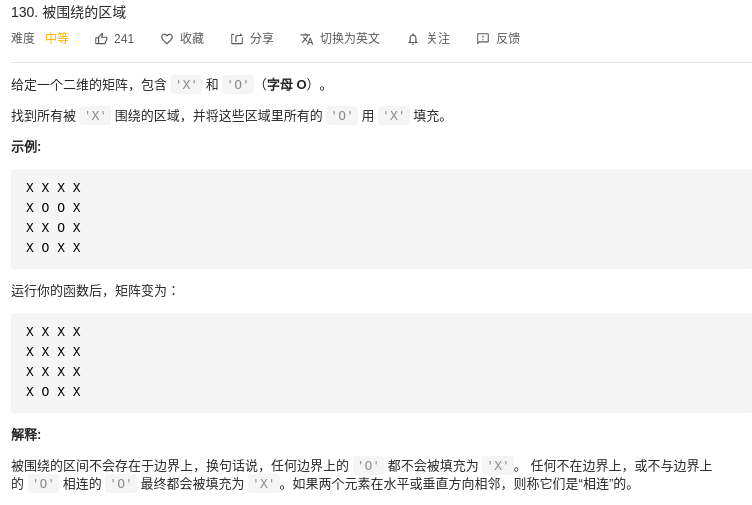 130. 被围绕的区域
难度 中等 241 收藏 分享 切换为英文 关注 反馈
给定一个二维的矩阵，包含 'X' 和 'O'（字母 O）。
找到所有被 'X' 围绕的区域，并将这些区域里所有的 'O' 用 'X' 填充。
示例:
X X X X
X O O X
X X O X
X O X X
运行你的函数后，矩阵变为：
X X X X
X X X X
X X X X
X O X X
解释:
被围绕的区间不会存在于边界上，换句话说，任何边界上的 'O' 都不会被填充为 'X'。 任何不在边界上，或不与边界上
的 'O' 相连的 'O' 最终都会被填充为 'X'。如果两个元素在水平或垂直方向相邻，则称它们是“相连”的。